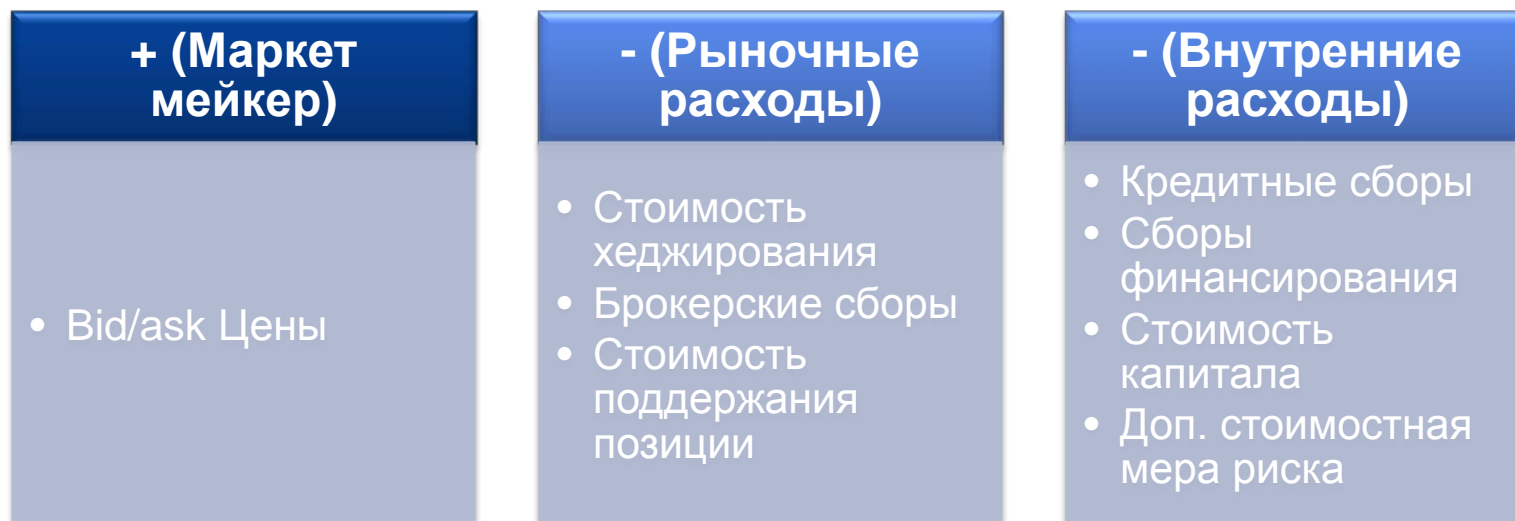 + (Маркет
мейкер)
• Bid/ask Цены
- (Рыночные
расходы)
• Стоимость
хеджирования
• Брокерские сборы
• Стоимость
поддержания
позиции
- (Внутренние
расходы)
• Кредитные сборы
• Сборы
финансирования
• Стоимость
капитала
• Доп. стоимостная
мера риска